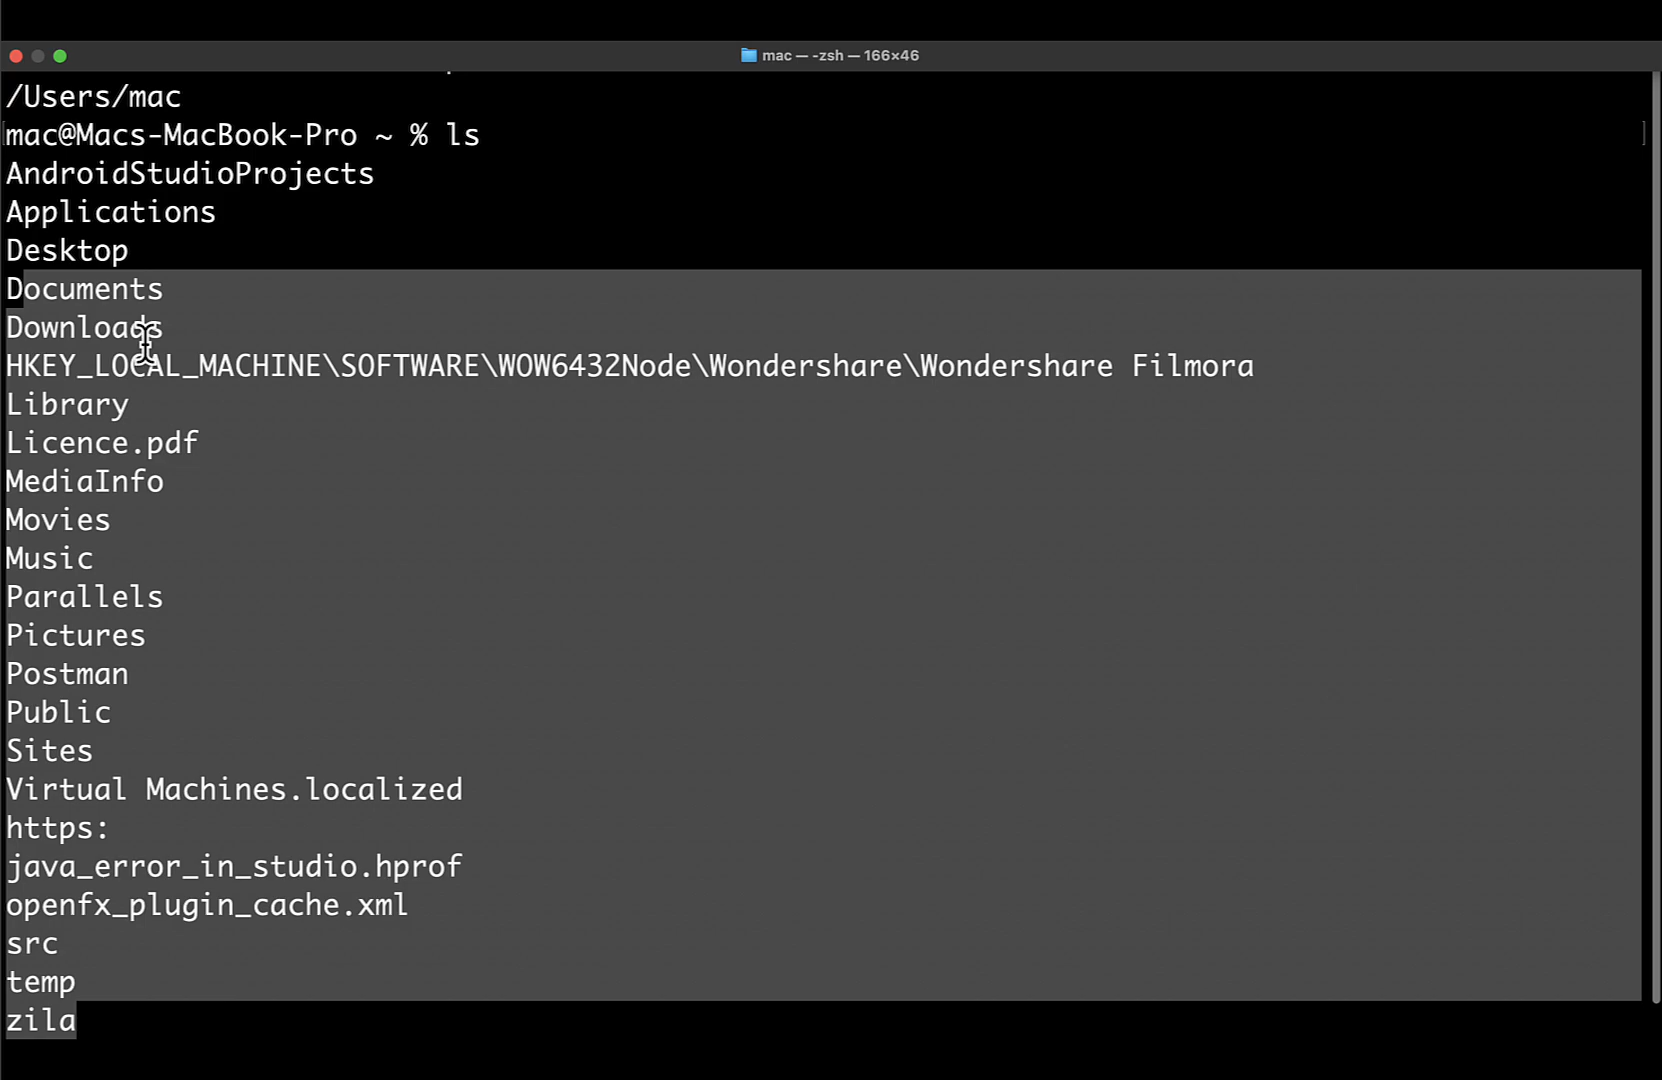 mac — -zsh — 166×46
/Users/mac
mac@Macs-MacBook-Pro ~ % ls
AndroidStudioProjects
Applications
Desktop
Documents
Downloads
HKEY_LOCAL_MACHINE\SOFTWARE\WOW6432Node\Wondershare\Wondershare Filmora
Library
Licence.pdf
MediaInfo
Movies
Music
Parallels
Pictures
Postman
Public
Sites
Virtual Machines.localized
https:
java_error_in_studio.hprof
openfx_plugin_cache.xml
src
temp
zila